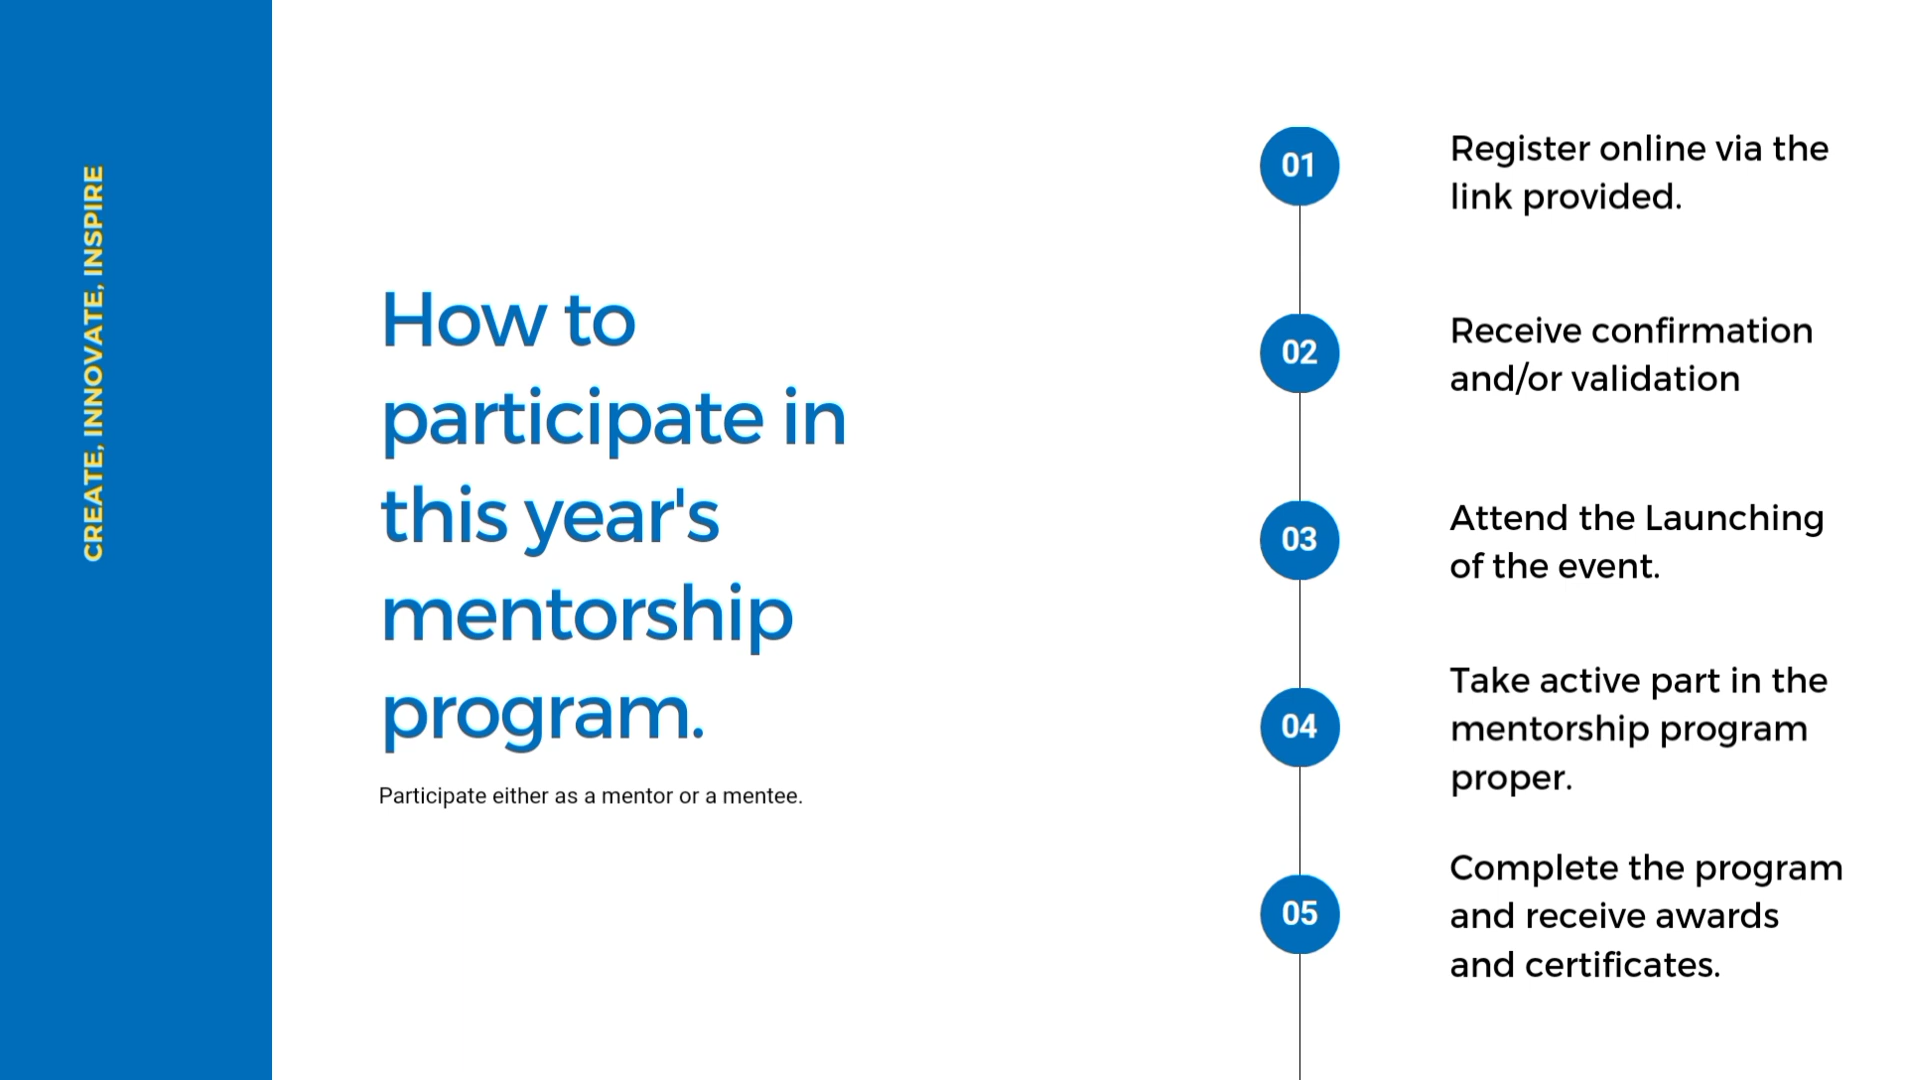 CREATE, INNOVATE, INSPIRE
How to
participate in
this year's
mentorship
program.
Participate either as a mentor or a mentee.
01
Register online via the
link provided.
02
Receive confirmation
and/or validation
03
Attend the Launching
of the event.
04
Take active part in the
mentorship program
proper.
05
Complete the program
and receive awards
and certificates.